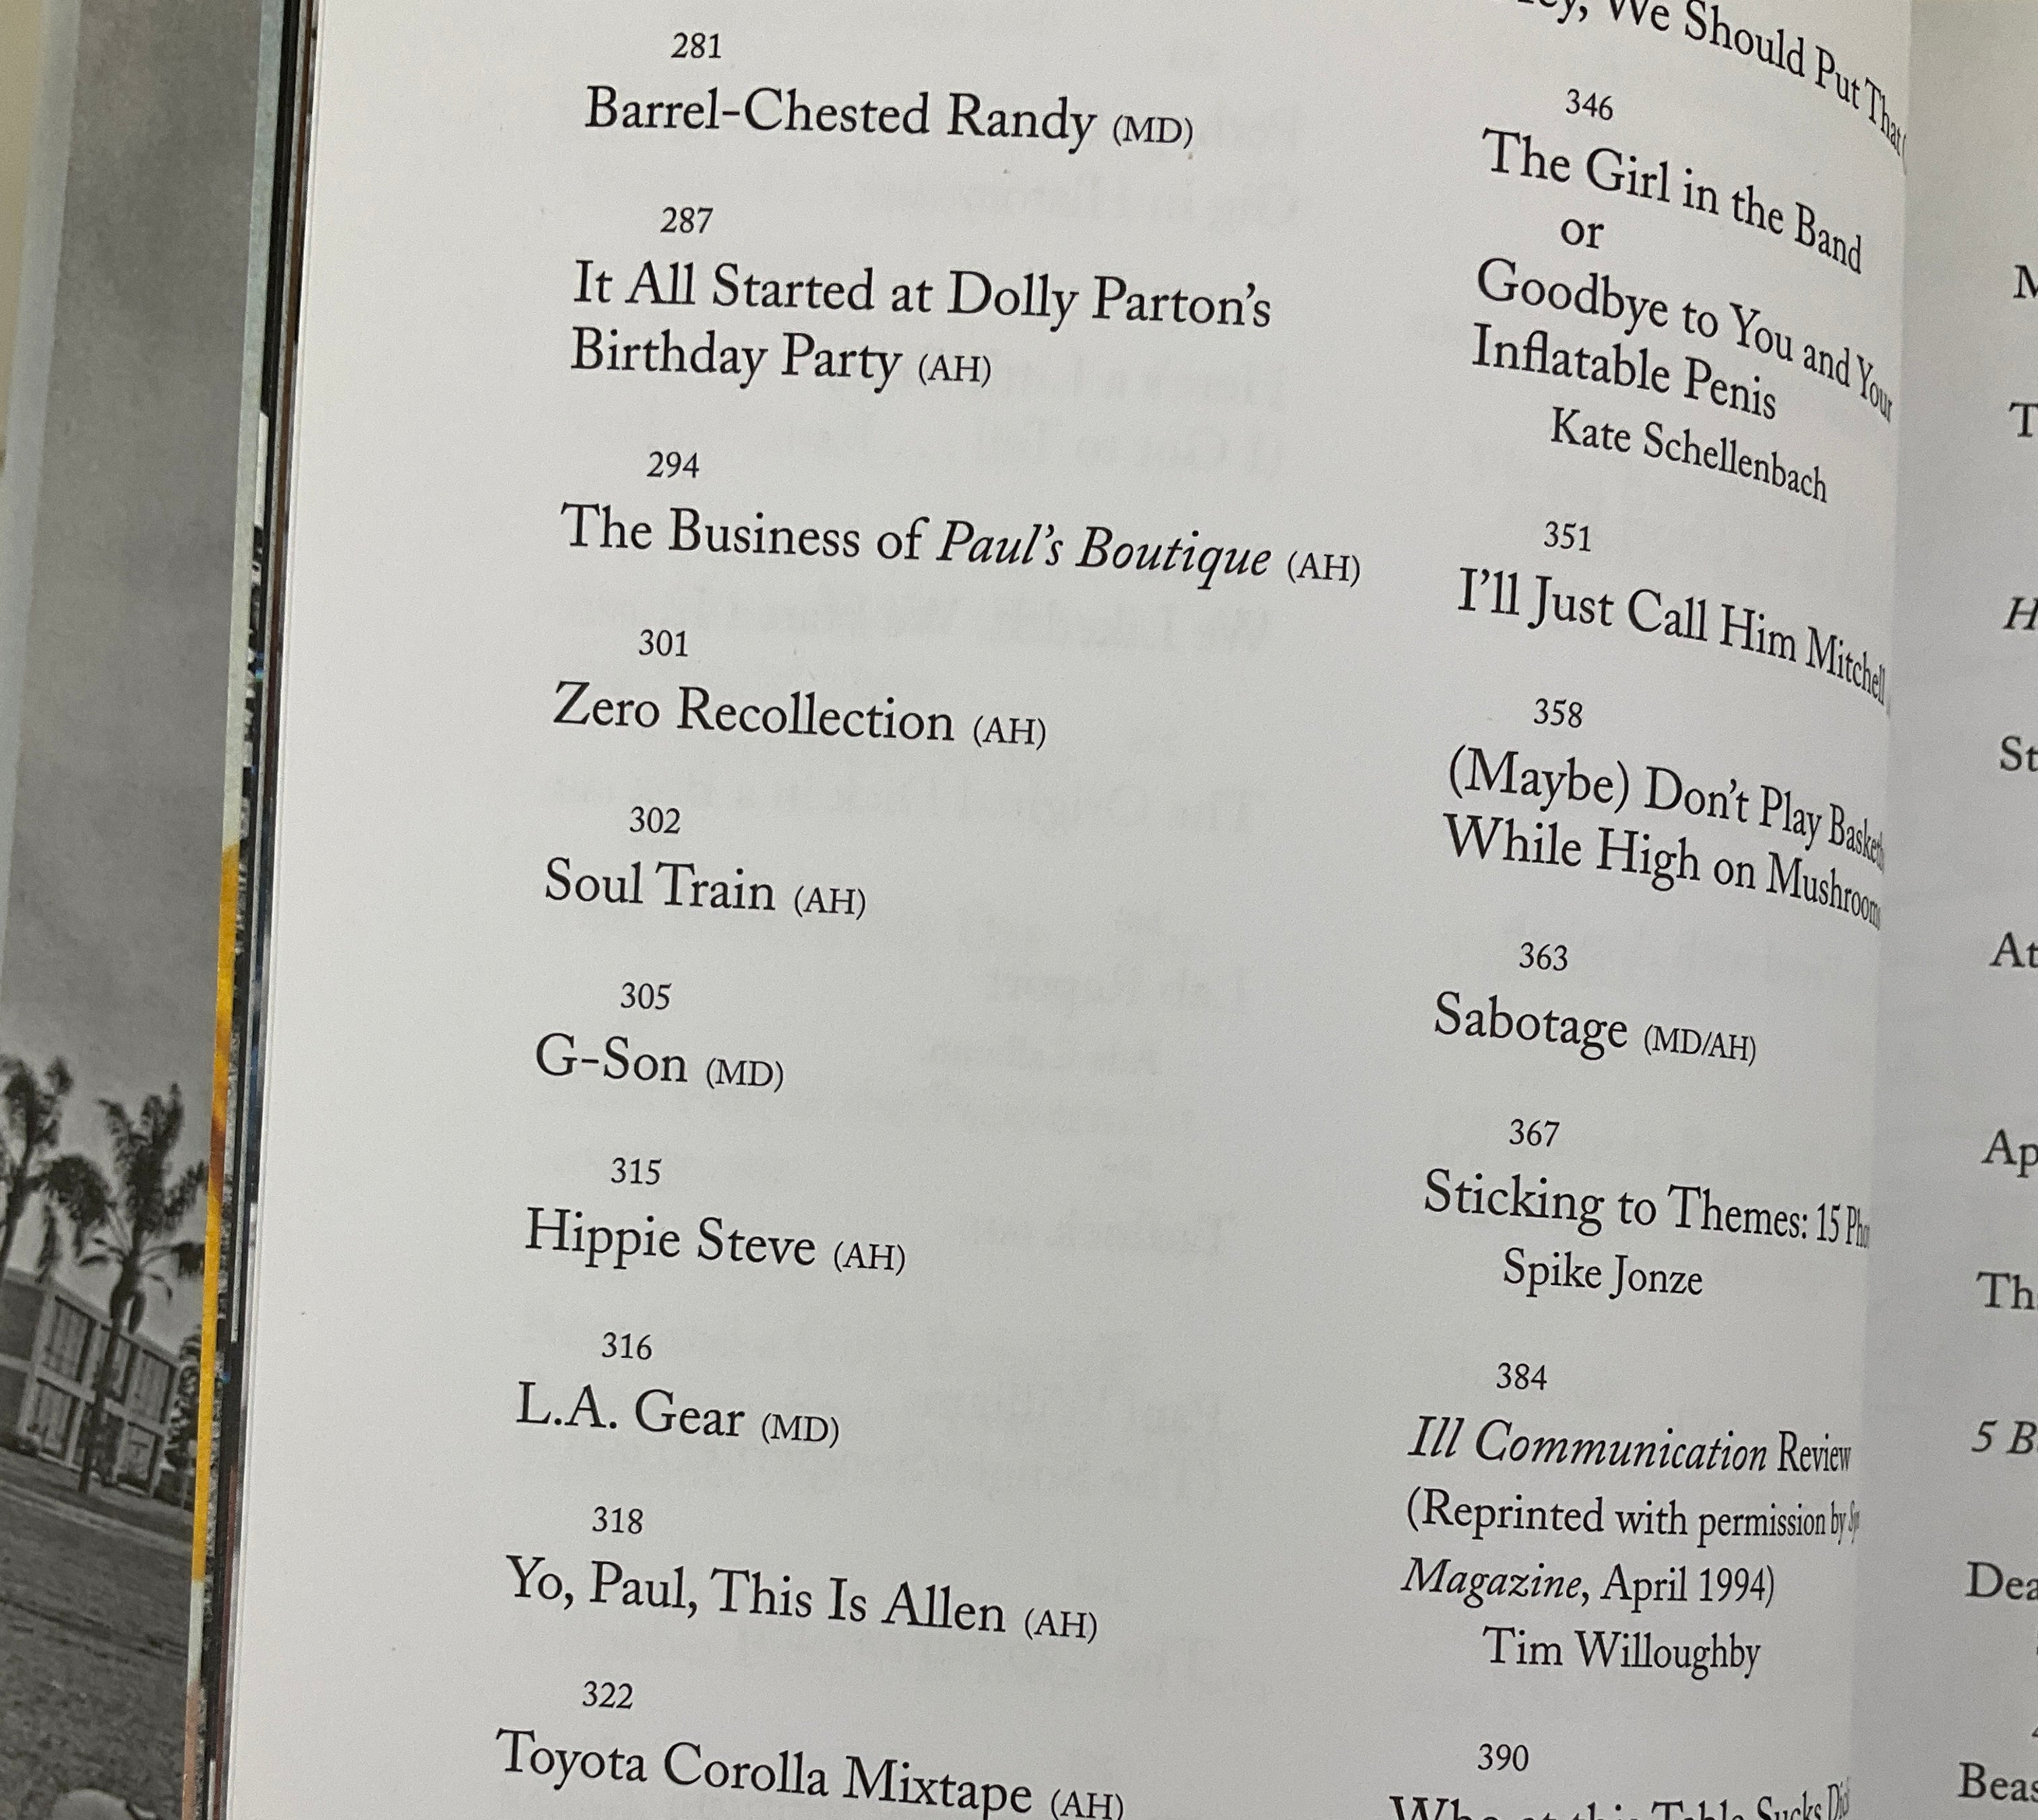 281
Barrel-Chested Randy (MD)
287
It All Started at Dolly Parton's
Birthday Party (AH)
294
The Business of Paul's Boutique (AH)
301
Zero Recollection (AH)
302
Soul Train (AH)
305
G-Son (MD)
315
Hippie Steve (AH)
316
L.A. Gear (MD)
318
Yo, Paul, This Is Allen (AH)
322
Toyota Corolla Mixtape (AH)
We Should Put That
346
The Girl in the Band
or
Goodbye to You and Your
Inflatable Penis
Kate Schellenbach
351
I'll Just Call Him Mitchell
358
(Maybe) Don't Play
While High on Mushrooms
363
Sabotage (MD/AH)
367
Sticking to Themes: 15
Spike Jonze
384
Ill Communication Review
(Reprinted with permission by
Magazine, April 1994)
Tim Willoughby
390
at this Table Sucks
5